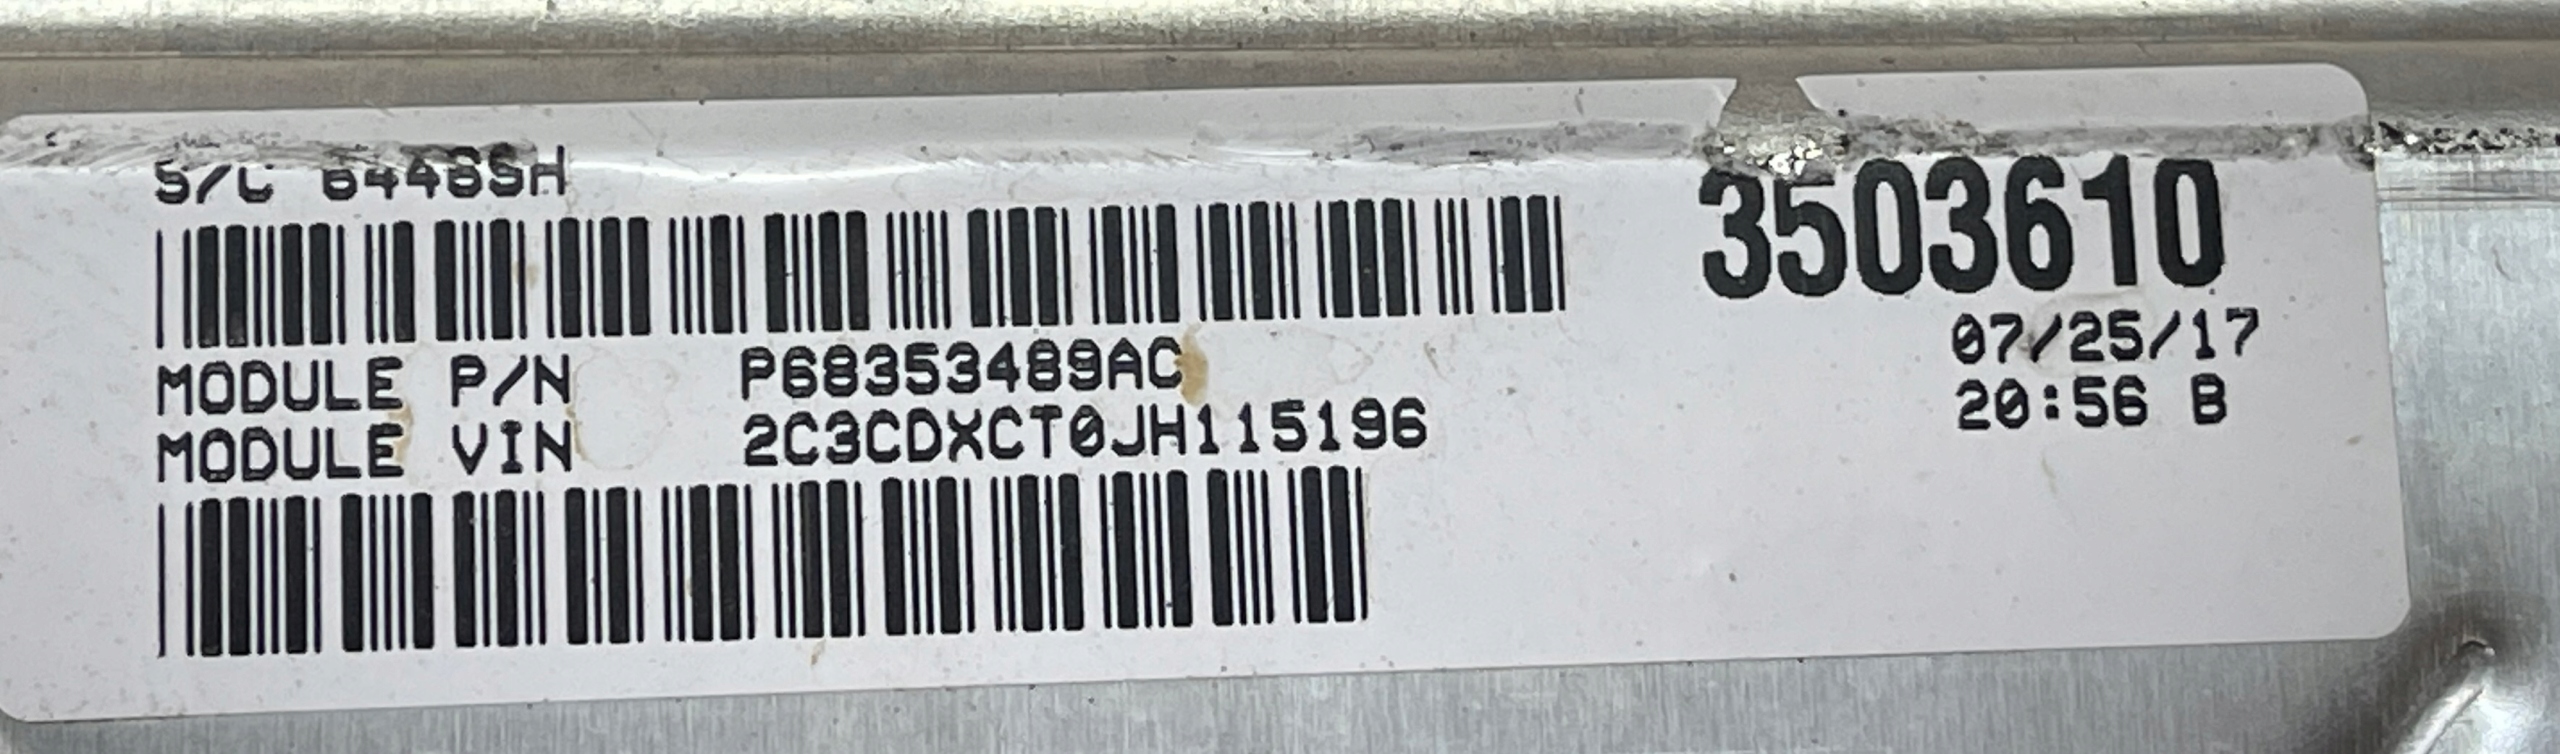 3503610
MODULE P/N P68353489AC
07/25/17
MODULE VIN 2C3CDXCT0JH115196
20:56 B